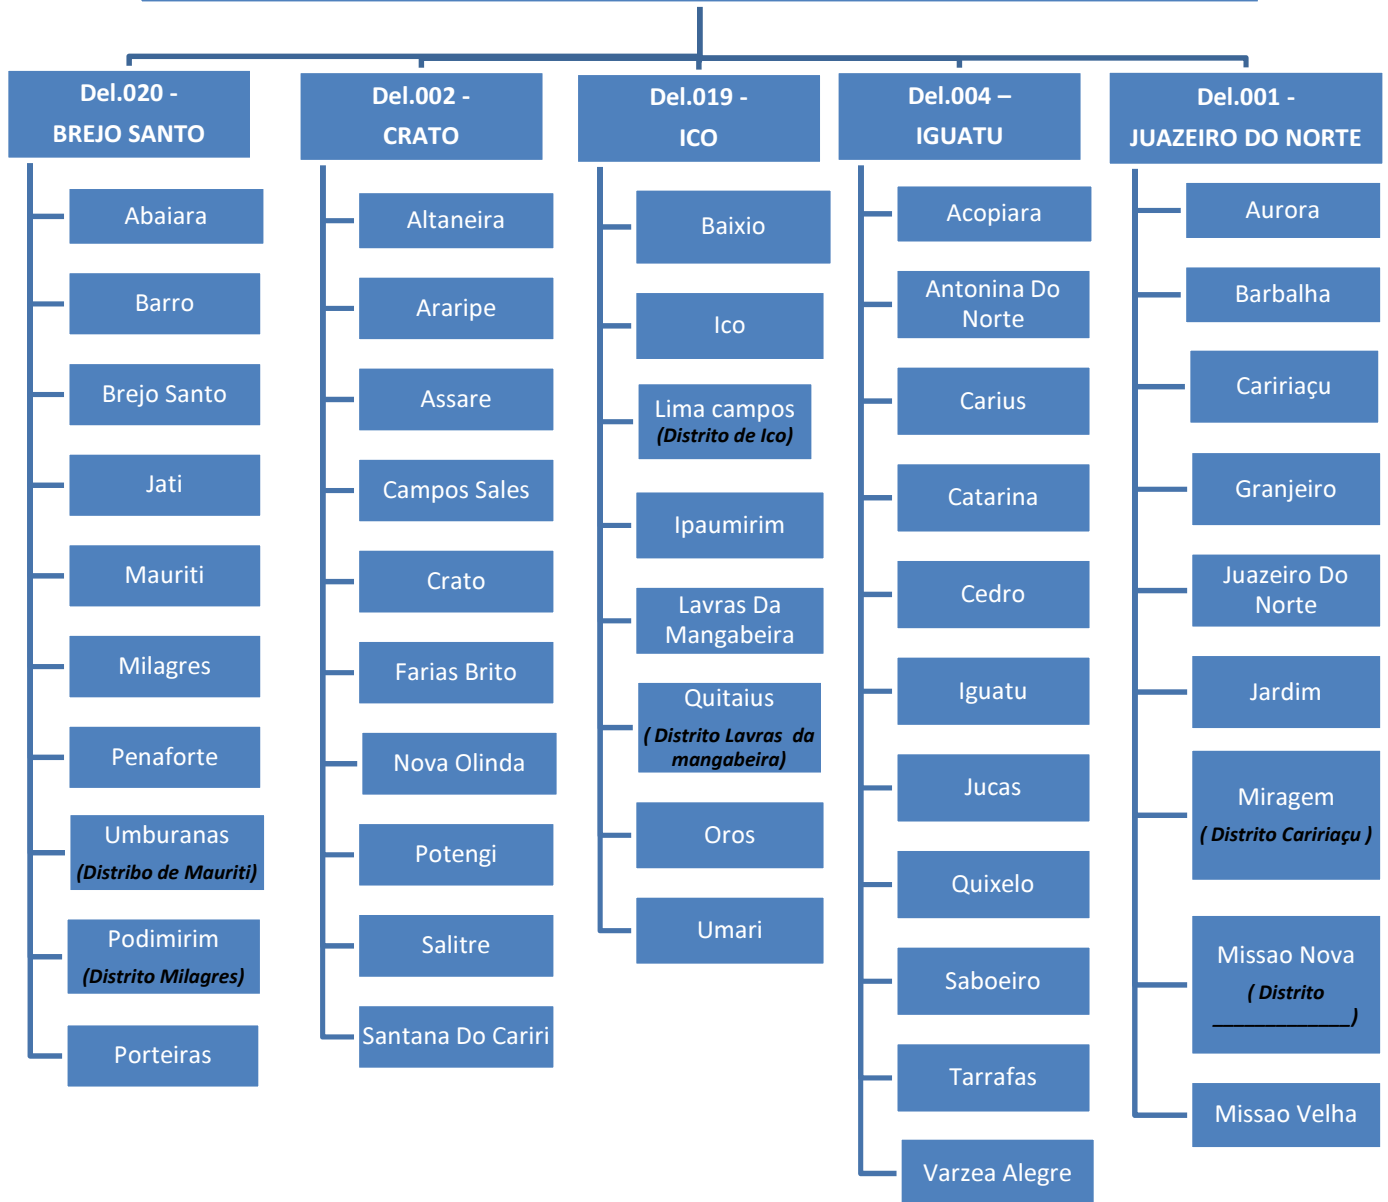 Del.020 -
BREJO SANTO
Abaiara
Barro
Brejo Santo
Jati
Mauriti
Milagres
Penaforte
Umburanas
(Distribo de Mauriti)
Podimirim
(Distrito Milagres)
Porteiras
Del.002 -
CRATO
Altaneira
Araripe
Assare
Campos Sales
Crato
Farias Brito
Nova Olinda
Potengi
Salitre
Santana Do Cariri
Del.019 -
ICO
Baixio
Ico
Lima campos
(Distrito de Ico)
Ipaumirim
Lavras Da
Mangabeira
Quitaius
( Distrito Lavras da
mangabeira)
Oros
Umari
Del.004 –
IGUATU
Acopiara
Antonina Do
Norte
Carius
Catarina
Cedro
Iguatu
Jucas
Quixelo
Saboeiro
Tarrafas
Varzea Alegre
Del.001 -
JUAZEIRO DO NORTE
Aurora
Barbalha
Caririaçu
Granjeiro
Juazeiro Do
Norte
Jardim
Miragem
( Distrito Caririaçu )
Missao Nova
( Distrito
_____________)
Missao Velha